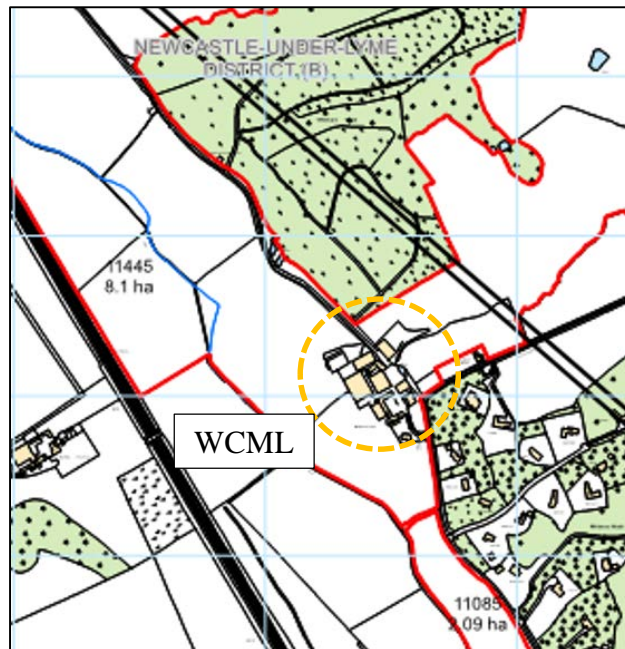 NEWCASTLE-UNDER-LYME
DISTRICT (B)
11445
8.1 ha
WCML
11085
2.09 ha